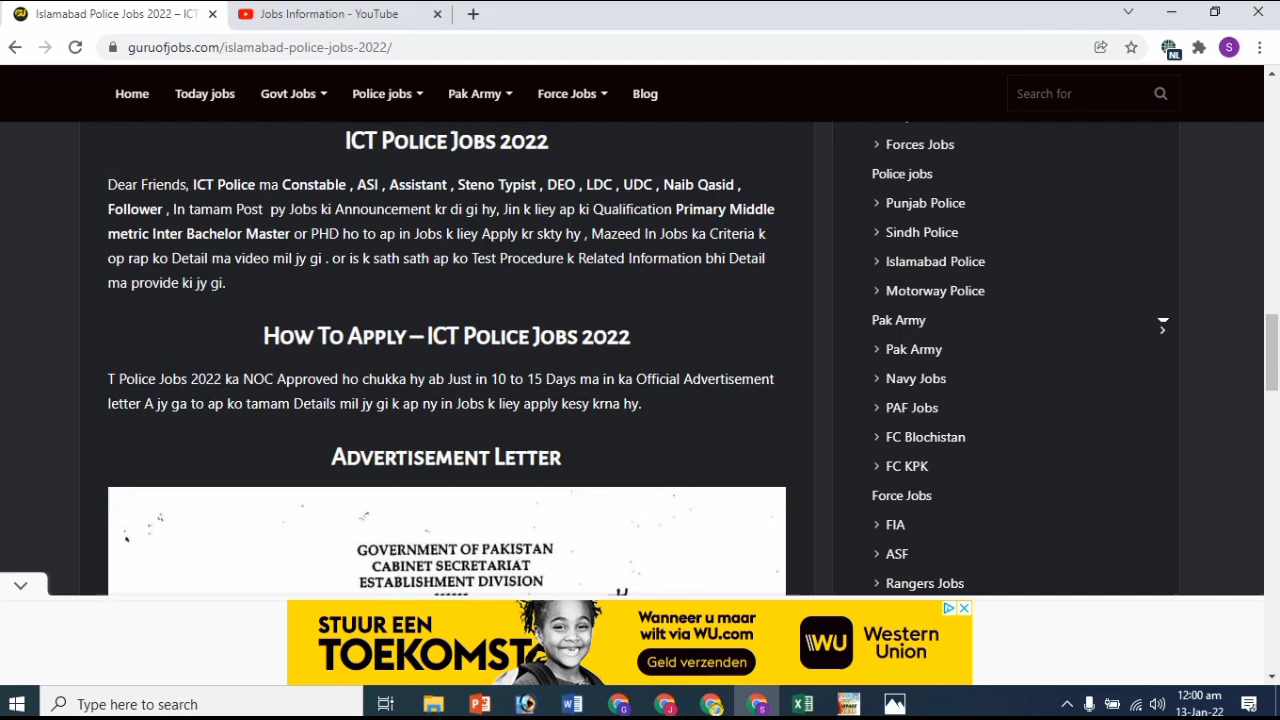 Islamabad Police Jobs 2022 – ICT
Jobs Information - YouTube
guruofjobs.com/islamabad-police-jobs-2022/
NL
S
Home
Today jobs
Govt Jobs
Police jobs
Pak Army
Force Jobs
Blog
Search for
ICT Police Jobs 2022
Dear Friends, ICT Police ma Constable , ASI , Assistant , Steno Typist , DEO , LDC , UDC , Naib Qasid ,
Follower , In tamam Post py Jobs ki Announcement kr di gi hy, Jin k liey ap ki Qualification Primary Middle
metric Inter Bachelor Master or PHD ho to ap in Jobs k liey Apply kr skty hy , Mazeed In Jobs ka Criteria k
op rap ko Detail ma video mil jy gi . or is k sath sath ap ko Test Procedure k Related Information bhi Detail
ma provide ki jy gi.
How To Apply – ICT Police Jobs 2022
T Police Jobs 2022 ka NOC Approved ho chukka hy ab Just in 10 to 15 Days ma in ka Official Advertisement
letter A jy ga to ap ko tamam Details mil jy gi k ap ny in Jobs k liey apply kesy krna hy.
Advertisement Letter
GOVERNMENT OF PAKISTAN
CABINET SECRETARIAT
ESTABLISHMENT DIVISION
Forces Jobs
Police jobs
Punjab Police
Sindh Police
Islamabad Police
Motorway Police
Pak Army
Pak Army
Navy Jobs
PAF Jobs
FC Blochistan
FC KPK
Force Jobs
FIA
ASF
Rangers Jobs
STUUR EEN
TOEKOMST
Wanneer u maar
wilt via WU.com
Geld verzenden
WU
Western
Union
Type here to search
12:00 am
13-Jan-22